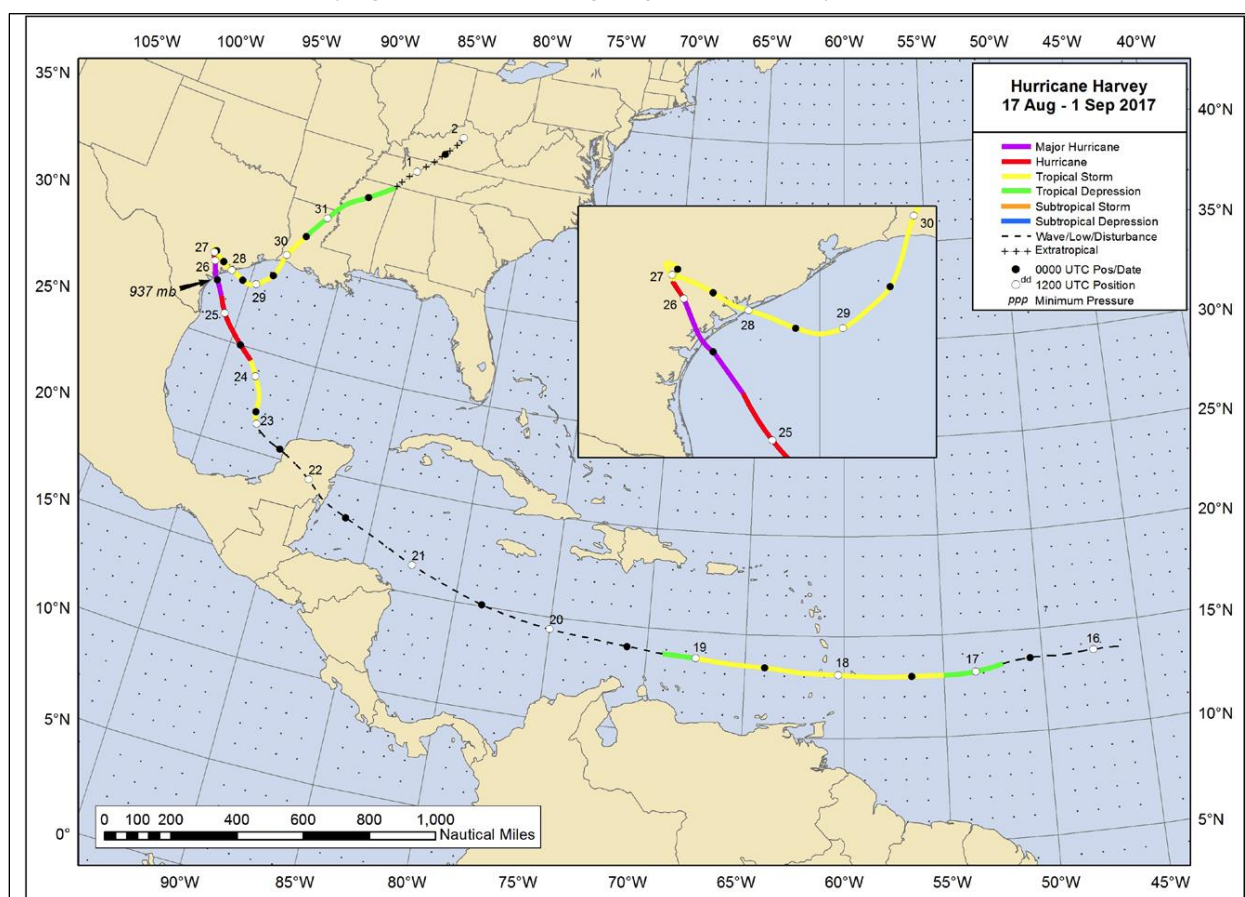 105°W 100°W 95°W 90°W 85°W 80°W 75°W 70°W 65°W 60°W 55°W 50°W 45°W 40°W
35°N
30°N
25°N
20°N
15°N
10°N
5°N
0°
40°N
35°N
30°N
25°N
20°N
15°N
10°N
5°N
Hurricane Harvey
17 Aug - 1 Sep 2017
Major Hurricane
Hurricane
Tropical Storm
Tropical Depression
Subtropical Storm
Subtropical Depression
Wave/Low/Disturbance
Extratropical
0000 UTC Pos/Date
dd
1200 UTC Position
ppp Minimum Pressure
2
1
31
30
27
28
26
29
937 mb
25
24
23
22
21
20
19
18
17
16
30
27
26
28
29
25
0 100 200 400 600 800 1,000
Nautical Miles
90°W 85°W 80°W 75°W 70°W 65°W 60°W 55°W 50°W 45°W